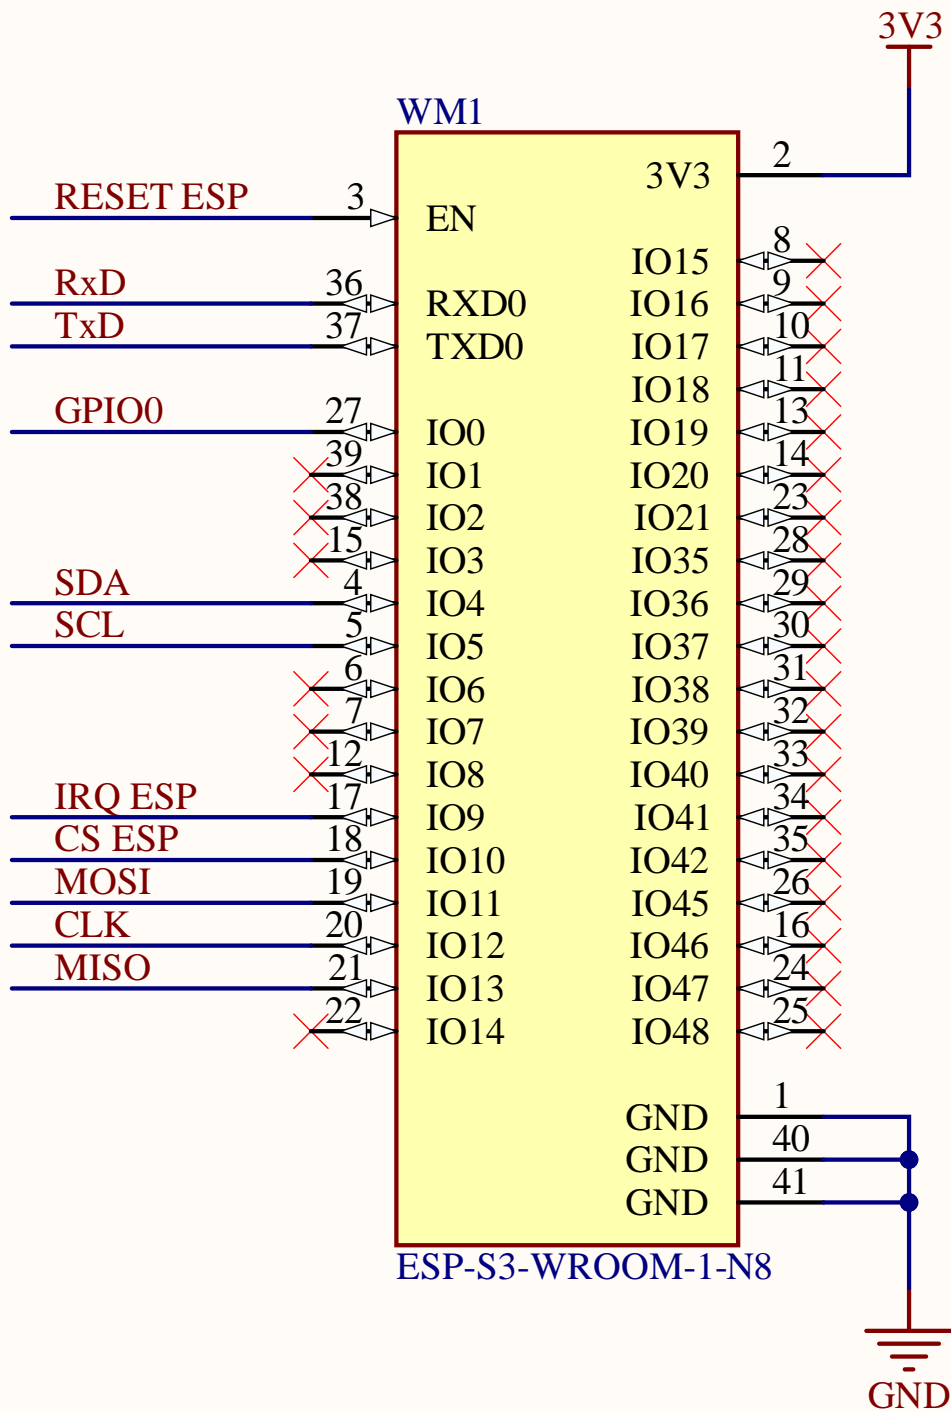 3V3
WM1
3V3 2
RESET ESP 3 EN
IO15 8
RxD 36 RXD0 IO16 9
TxD 37 TXD0 IO17 10
IO18 11
GPIO0 27 IO0 IO19 13
39 IO1 IO20 14
38 IO2 IO21 23
15 IO3 IO35 28
SDA 4 IO4 IO36 29
SCL 5 IO5 IO37 30
6 IO6 IO38 31
7 IO7 IO39 32
12 IO8 IO40 33
IRQ ESP 17 IO9 IO41 34
CS ESP 18 IO10 IO42 35
MOSI 19 IO11 IO45 26
CLK 20 IO12 IO46 16
MISO 21 IO13 IO47 24
22 IO14 IO48 25
GND 1
GND 40
GND 41
ESP-S3-WROOM-1-N8
GND